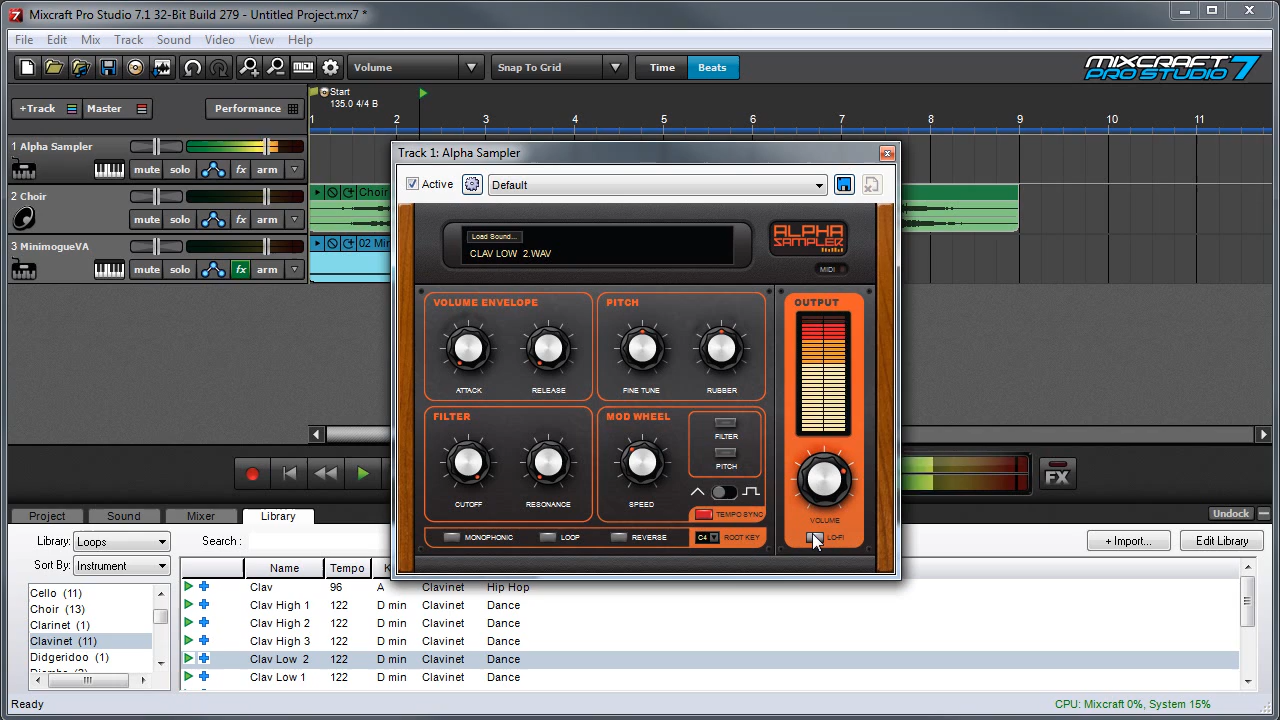 Mixcraft Pro Studio 7.1 32-Bit Build 279 - Untitled Project.mx7 *
File Edit Mix Track Sound Video View Help
Volume Snap To Grid Time Beats MIXCRAFT PRO STUDIO 7
+Track Master Performance
Start
135.0 4/4 B
1 2 3 4 5 6 7 8 9 10 11
1 Alpha Sampler
mute solo fx arm
2 Choir
mute solo fx arm
Choir
3 MinimogueVA
mute solo fx arm
02 Mi
Track 1: Alpha Sampler
Active Default
Load Sound...
CLAV LOW 2.WAV
ALPHA SAMPLER
MIDI
VOLUME ENVELOPE PITCH OUTPUT
ATTACK RELEASE FINE TUNE RUBBER
FILTER MOD WHEEL
FILTER
PITCH
CUTOFF RESONANCE SPEED
TEMPO SYNC
VOLUME
MONOPHONIC LOOP REVERSE C4 ROOT KEY LO-FI
FX
Project Sound Mixer Library Undock
Library: Loops Search : + Import... Edit Library
Sort By: Instrument
Cello (11)
Choir (13)
Clarinet (1)
Clavinet (11)
Didgeridoo (1)
Name Tempo K
Clav 96 A Clavinet Hip Hop
Clav High 1 122 D min Clavinet Dance
Clav High 2 122 D min Clavinet Dance
Clav High 3 122 D min Clavinet Dance
Clav Low 2 122 D min Clavinet Dance
Clav Low 1 122 D min Clavinet Dance
Ready CPU: Mixcraft 0%, System 15%